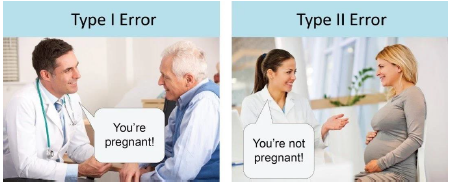 Type I Error
You're
pregnant!
Type II Error
You're not
pregnant!